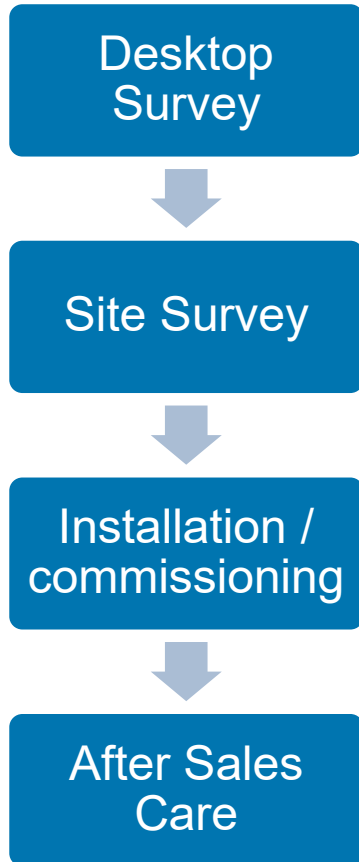 Desktop
Survey
Site Survey
Installation /
commissioning
After Sales
Care